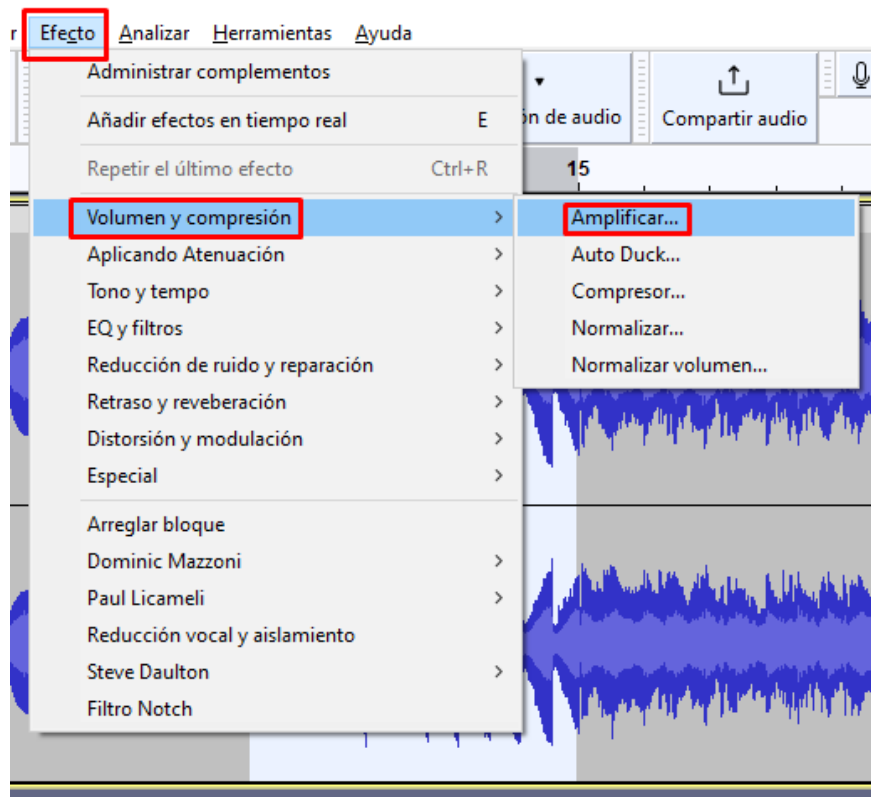 r Efecto Analizar Herramientas Ayuda
Administrar complementos
Añadir efectos en tiempo real E
ón de audio
Compartir audio
Repetir el último efecto Ctrl+R
15
Volumen y compresión >
Amplificar...
Aplicando Atenuación >
Auto Duck...
Tono y tempo >
Compresor...
EQ y filtros >
Normalizar...
Reducción de ruido y reparación >
Normalizar volumen...
Retraso y reveberación >
Distorsión y modulación >
Especial >
Arreglar bloque
Dominic Mazzoni >
Paul Licameli >
Reducción vocal y aislamiento
Steve Daulton >
Filtro Notch